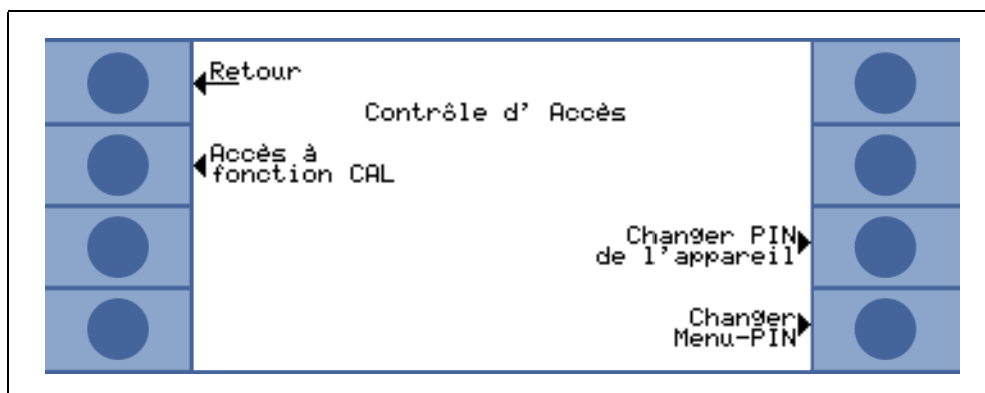 Retour
Contrôle d' Accès
Accès à
fonction CAL
Changer PIN
de l'appareil
Changer
Menu-PIN